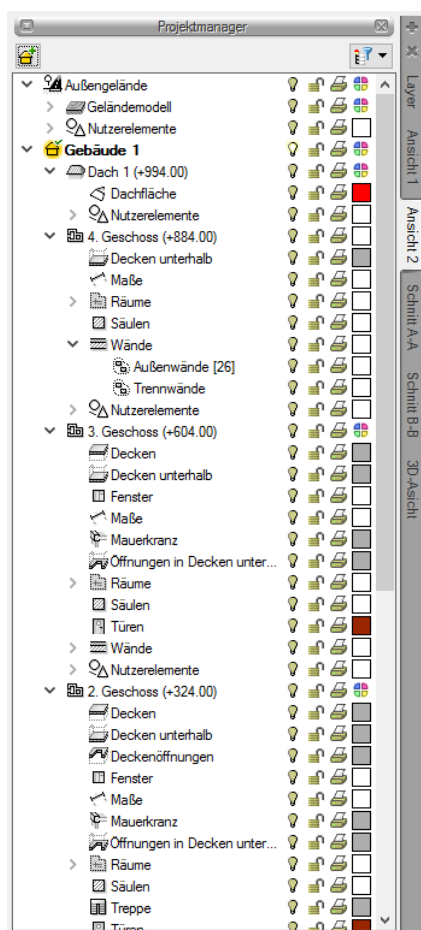 Projektmanager
Außengelände
Geländemodell
Nutzerelemente
Gebäude 1
Dach 1 (+994.00)
Dachfläche
Nutzerelemente
4. Geschoss (+884.00)
Decken unterhalb
Maße
Räume
Säulen
Wände
Außenwände [26]
Trennwände
Nutzerelemente
3. Geschoss (+604.00)
Decken
Decken unterhalb
Fenster
Maße
Mauerkranz
Öffnungen in Decken unter...
Räume
Säulen
Türen
Wände
Nutzerelemente
2. Geschoss (+324.00)
Decken
Decken unterhalb
Deckenöffnungen
Fenster
Maße
Mauerkranz
Öffnungen in Decken unter...
Räume
Säulen
Treppe
Türen
Layer
Ansicht 1
Ansicht 2
Schnitt A-A
Schnitt B-B
3D-Asicht